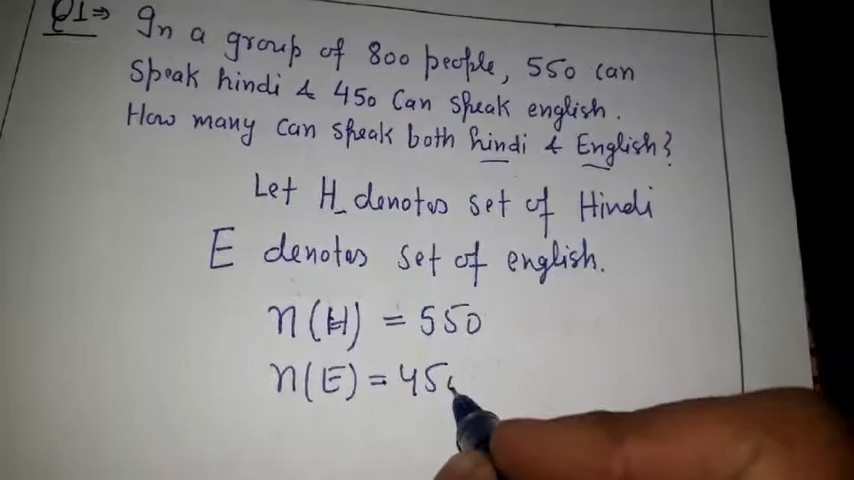 Q1⇒ In a group of 800 people, 550 can
Speak hindi & 450 Can speak english.
How many can speak both hindi & English?
Let H denotes set of Hindi
E denotes set of english.
n(H) = 550
n(E) = 450